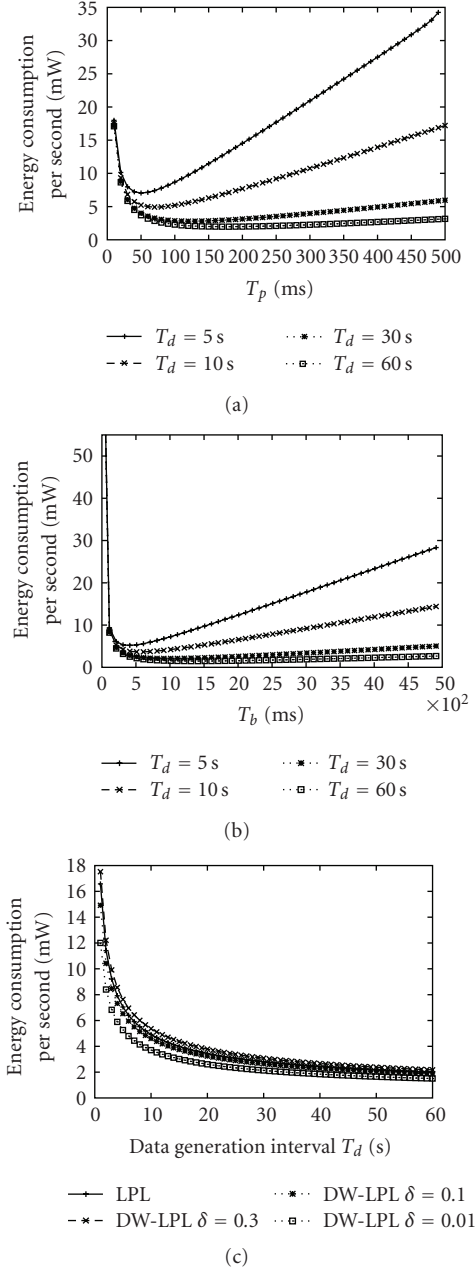 35
30
25
20
15
10
5
0
Energy consumption
per second (mW)
0 50 100 150 200 250 300 350 400 450 500
T_p (ms)
T_d = 5 s
T_d = 30 s
T_d = 10 s
T_d = 60 s
(a)
50
40
30
20
10
0
Energy consumption
per second (mW)
0 5 10 15 20 25 30 35 40 45 50
×10²
T_b (ms)
T_d = 5 s
T_d = 30 s
T_d = 10 s
T_d = 60 s
(b)
18
16
14
12
10
8
6
4
2
0
Energy consumption
per second (mW)
0 10 20 30 40 50 60
Data generation interval T_d (s)
LPL
DW-LPL δ = 0.1
DW-LPL δ = 0.3
DW-LPL δ = 0.01
(c)